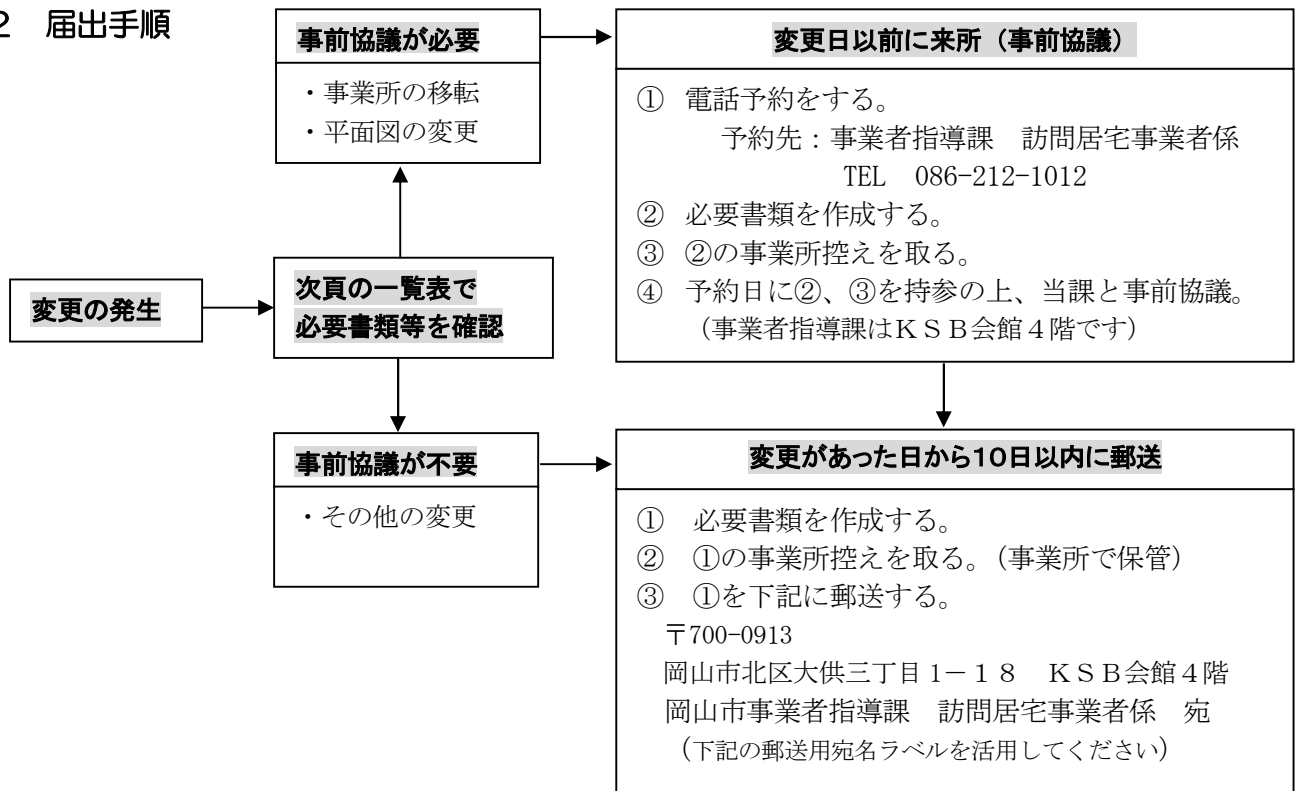 2 届出手順
事前協議が必要
・事業所の移転
・平面図の変更
変更日以前に来所（事前協議）
① 電話予約をする。
予約先：事業者指導課 訪問居宅事業者係
TEL 086-212-1012
② 必要書類を作成する。
③ ②の事業所控えを取る。
④ 予約日に②、③を持参の上、当課と事前協議。
（事業者指導課はＫＳＢ会館４階です）
変更の発生
次頁の一覧表で
必要書類等を確認
事前協議が不要
・その他の変更
変更があった日から１０日以内に郵送
① 必要書類を作成する。
② ①の事業所控えを取る。（事業所で保管）
③ ①を下記に郵送する。
〒700-0913
岡山市北区大供三丁目 1－１８ ＫＳＢ会館４階
岡山市事業者指導課 訪問居宅事業者係 宛
（下記の郵送用宛名ラベルを活用してください）